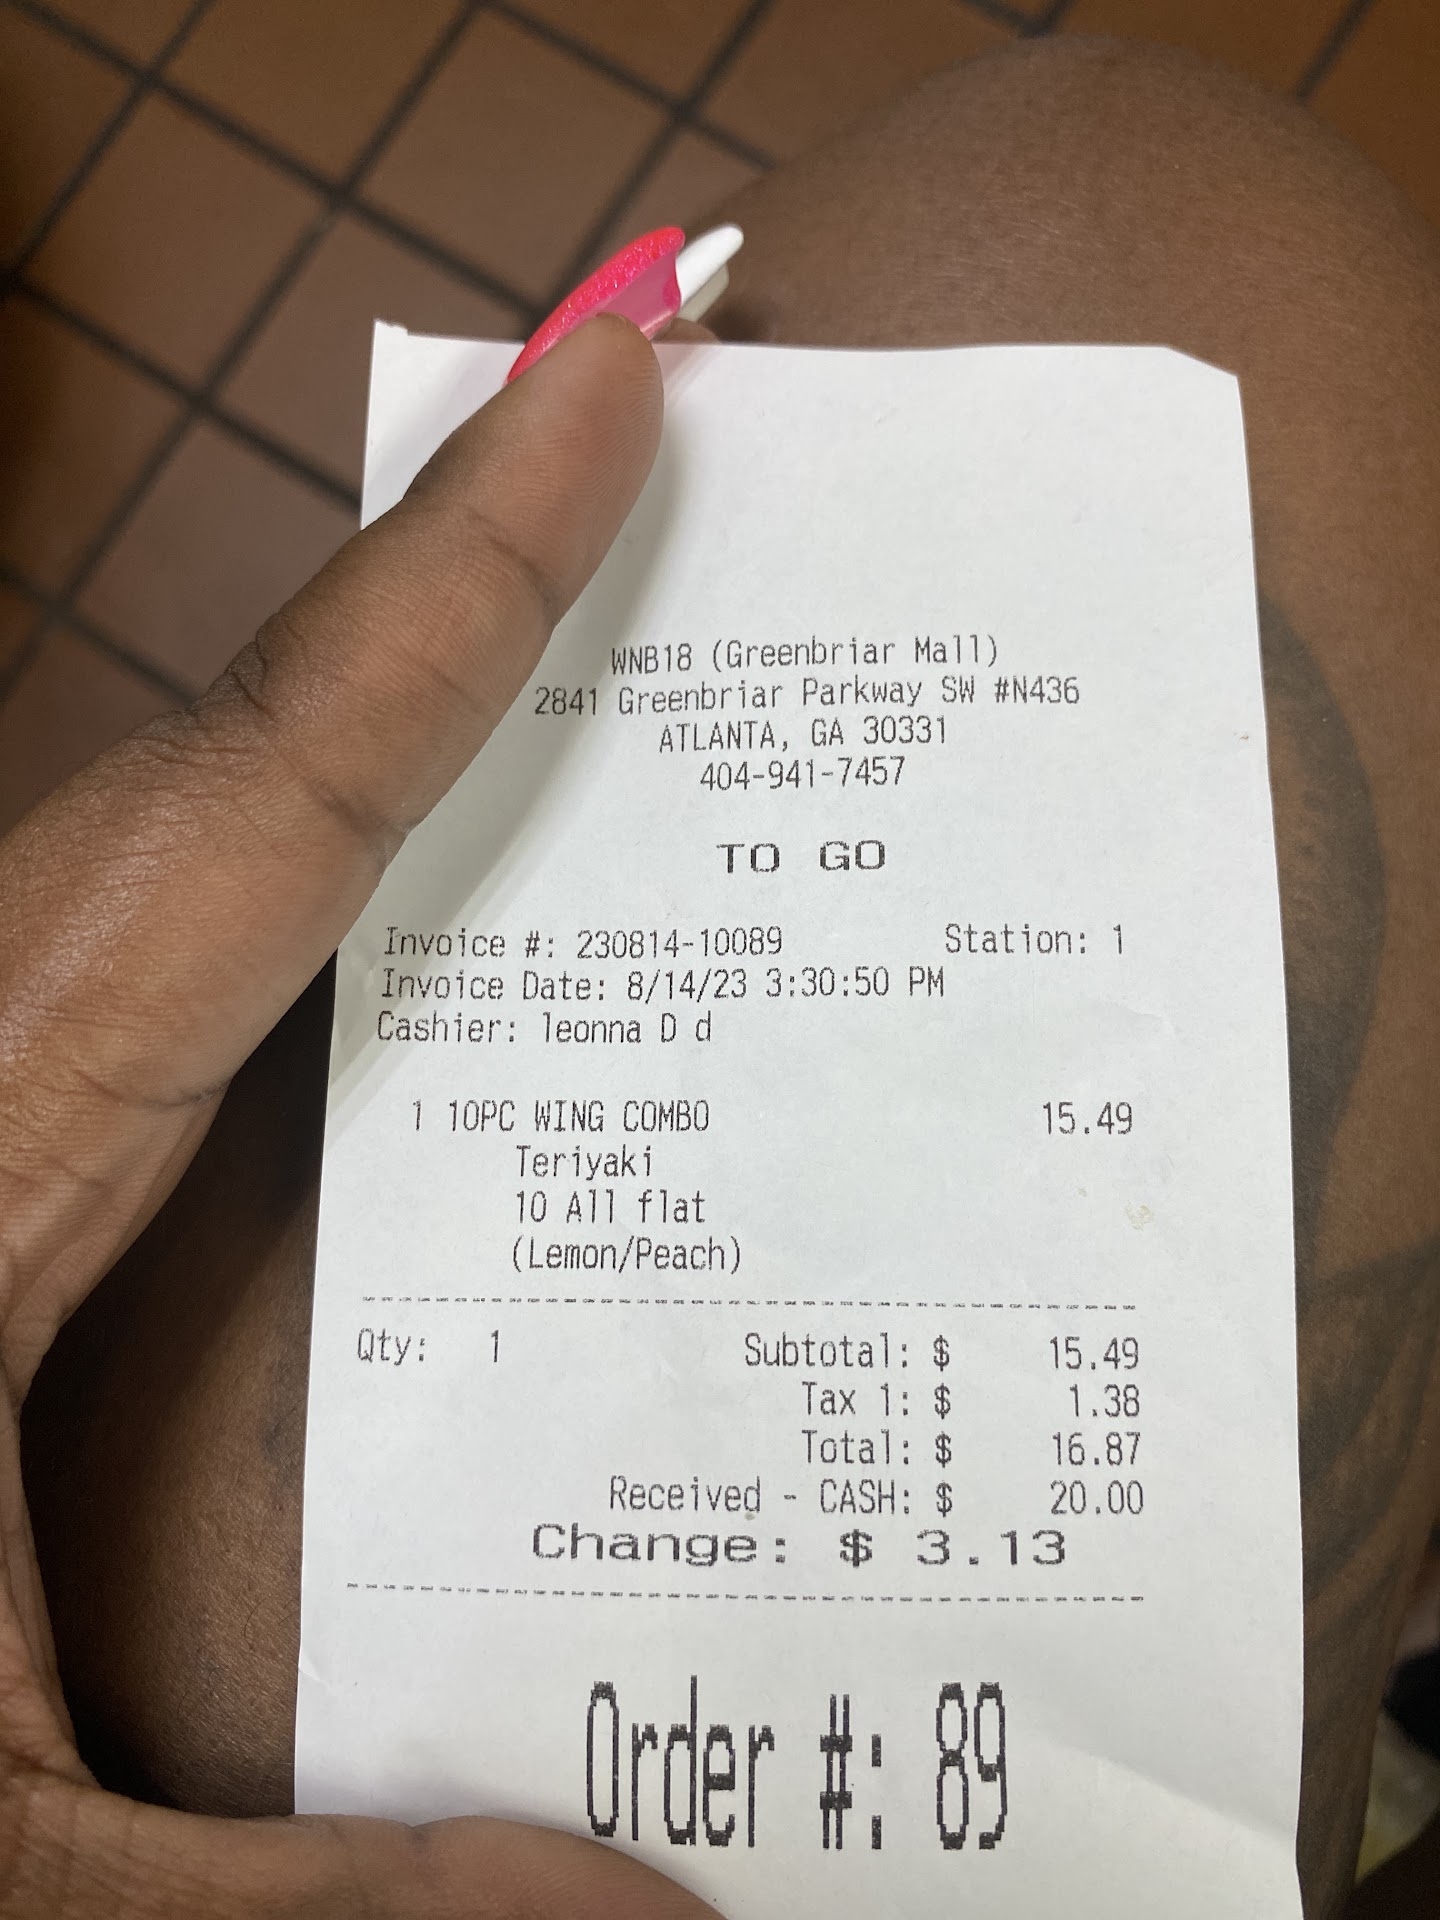 WNB18 (Greenbriar Mall)
2841 Greenbriar Parkway SW #N436
ATLANTA, GA 30331
404-941-7457
TO GO
Invoice #: 230814-10089 Station: 1
Invoice Date: 8/14/23 3:30:50 PM
Cashier: leonna D d
1 10PC WING COMBO 15.49
Teriyaki
10 All flat
(Lemon/Peach)
Qty: 1 Subtotal: $ 15.49
Tax 1: $ 1.38
Total: $ 16.87
Received - CASH: $ 20.00
Change: $ 3.13
Order #: 89